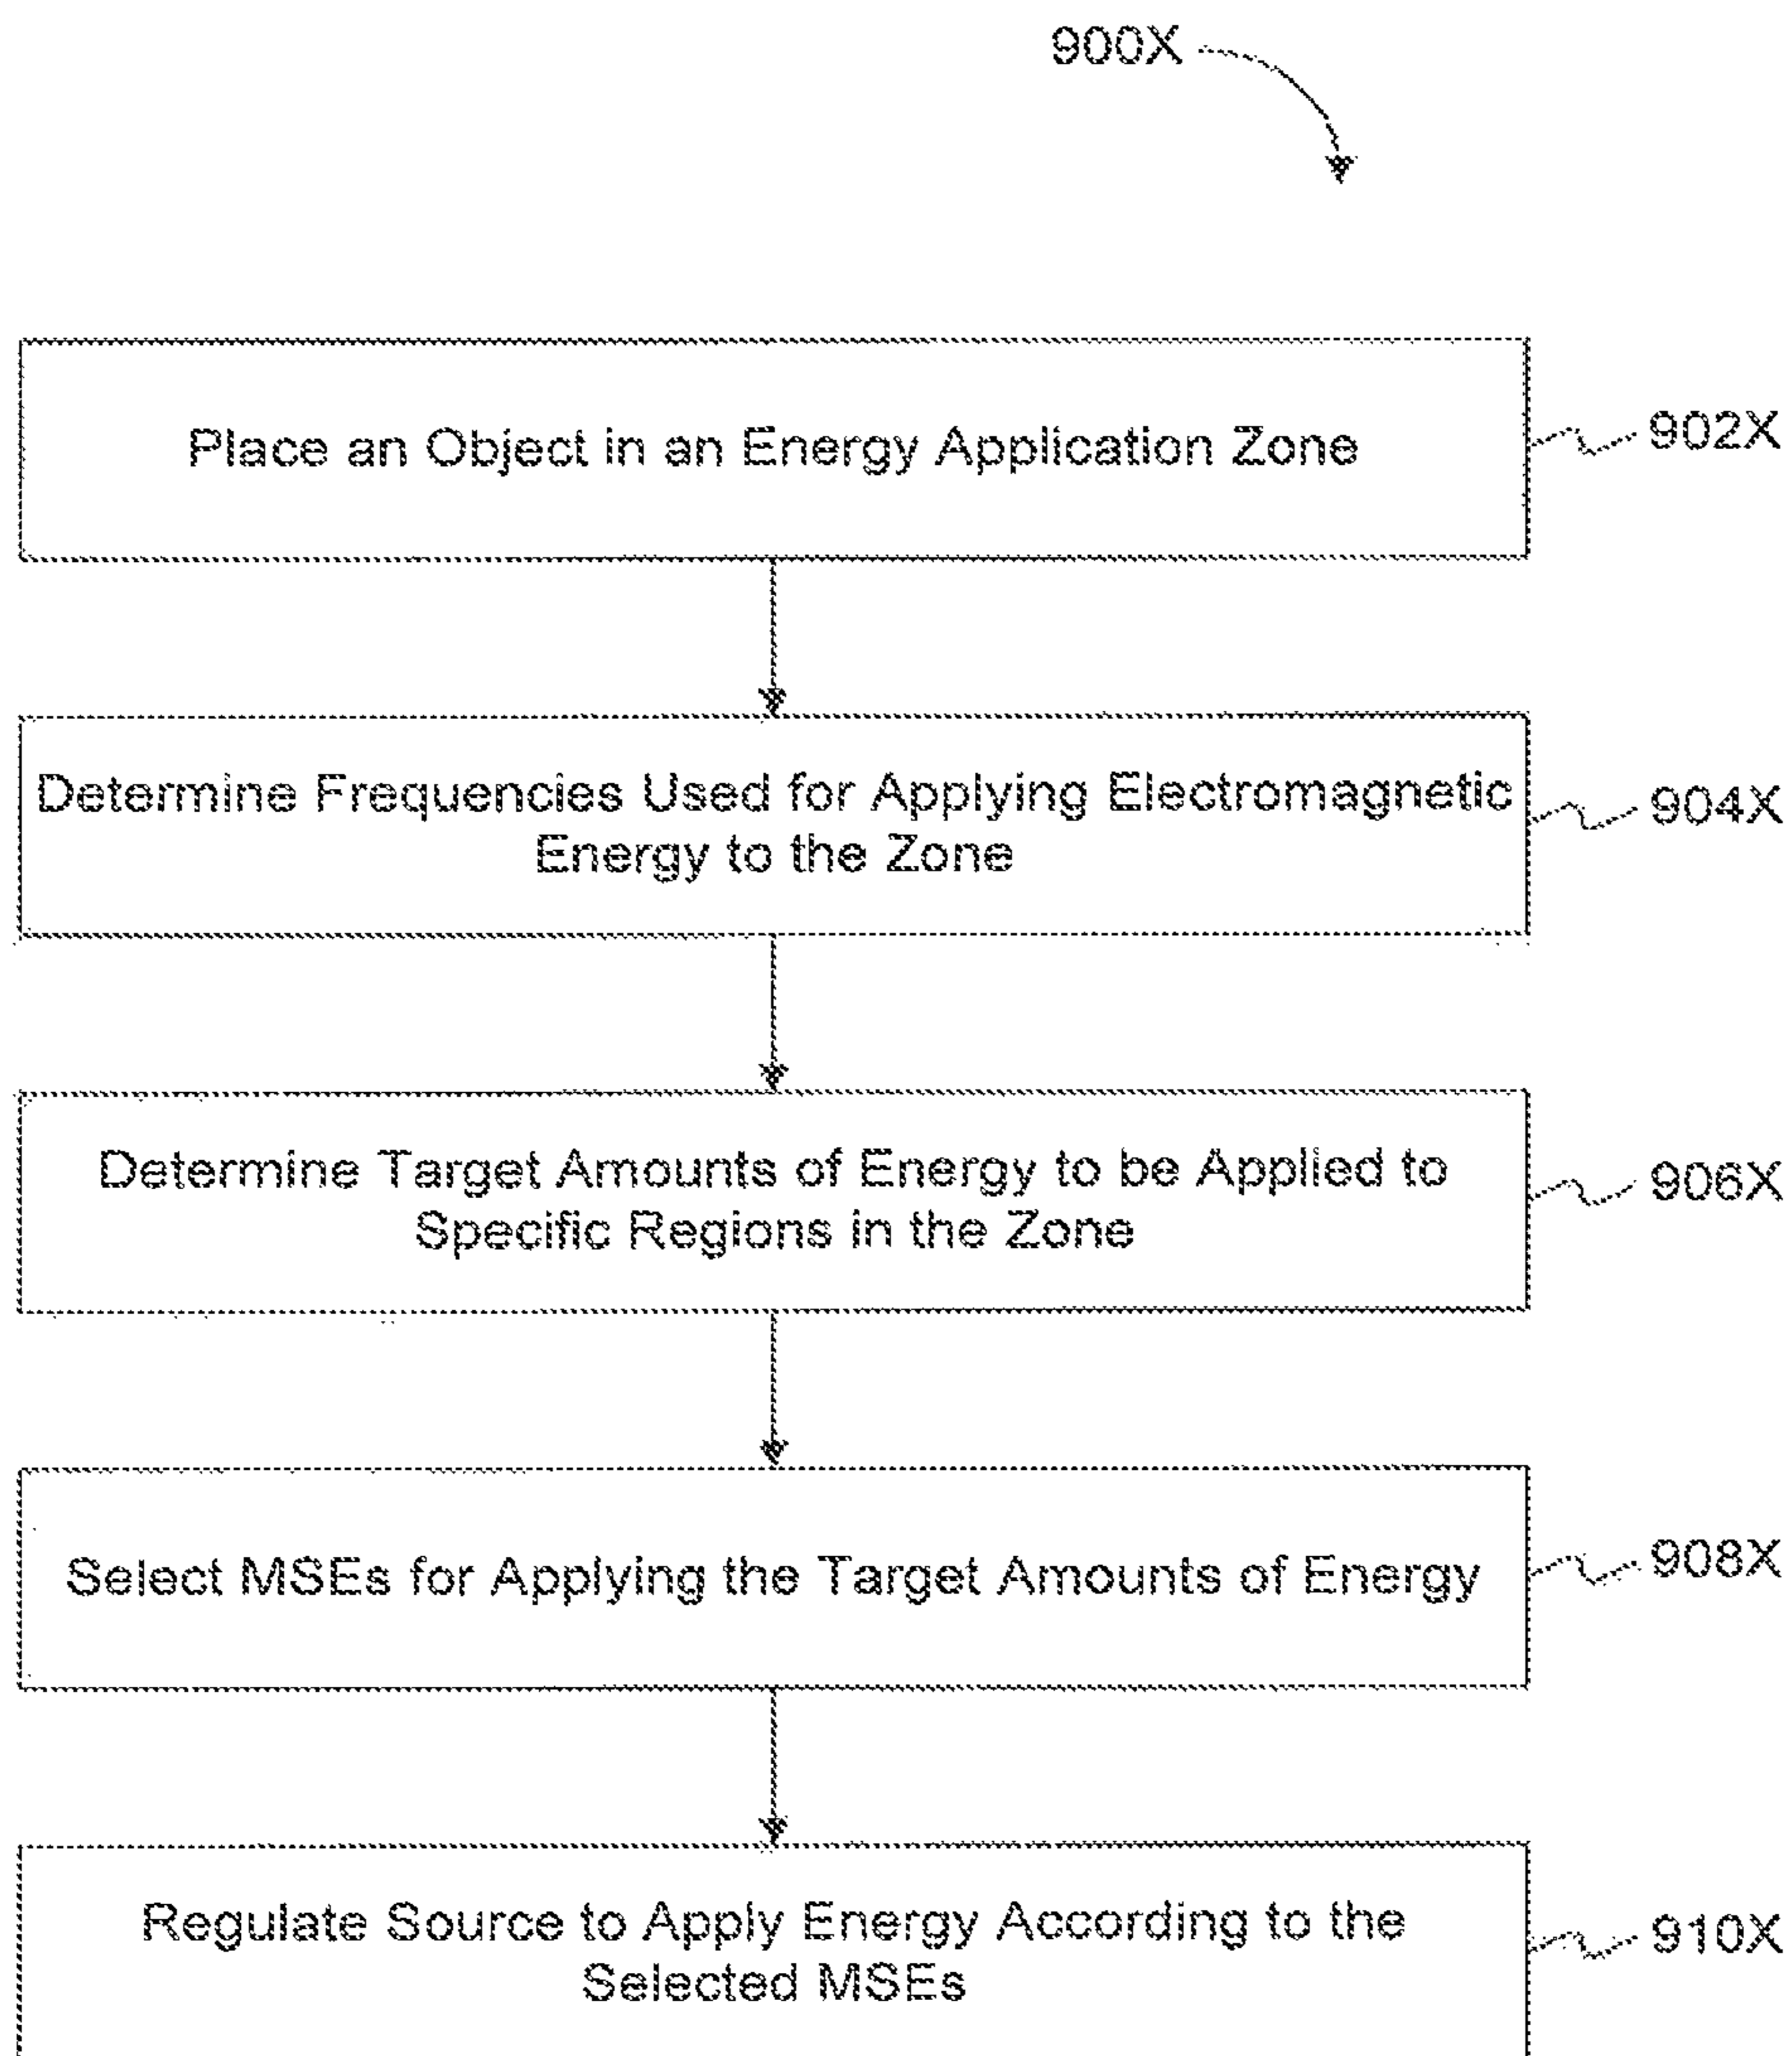 900X
Place an Object in an Energy Application Zone
902X
Determine Frequencies Used for Applying Electromagnetic
Energy to the Zone
904X
Determine Target Amounts of Energy to be Applied to
Specific Regions in the Zone
906X
Select MSEs for Applying the Target Amounts of Energy
908X
Regulate Source to Apply Energy According to the
Selected MSEs
910X